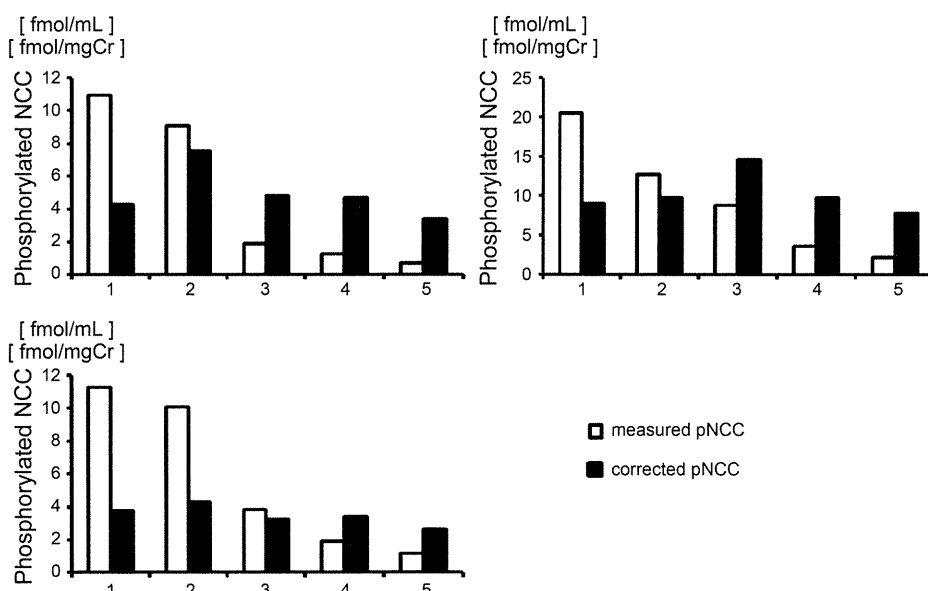 [ fmol/mL ]
[ fmol/mgCr ]
Phosphorylated NCC
12
10
8
6
4
2
0
1 2 3 4 5
[ fmol/mL ]
[ fmol/mgCr ]
Phosphorylated NCC
25
20
15
10
5
0
1 2 3 4 5
[ fmol/mL ]
[ fmol/mgCr ]
Phosphorylated NCC
12
10
8
6
4
2
0
1 2 3 4 5
measured pNCC
corrected pNCC